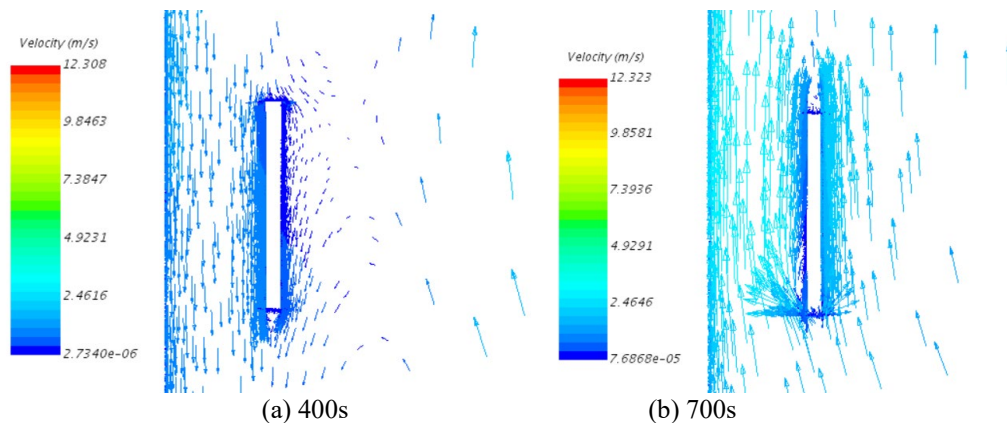 Velocity (m/s)
12.308
9.8463
7.3847
4.9231
2.4616
2.7340e-06
(a) 400s
Velocity (m/s)
12.323
9.8581
7.3936
4.9291
2.4646
7.6868e-05
(b) 700s